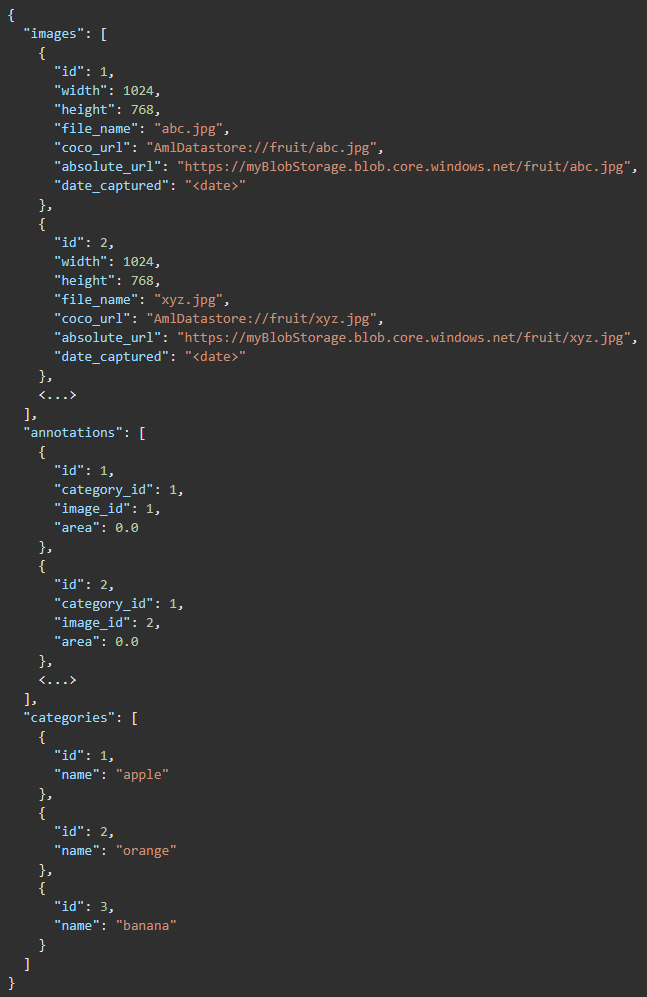 {
  "images": [
    {
      "id": 1,
      "width": 1024,
      "height": 768,
      "file_name": "abc.jpg",
      "coco_url": "AmlDatastore://fruit/abc.jpg",
      "absolute_url": "https://myBlobStorage.blob.core.windows.net/fruit/abc.jpg",
      "date_captured": "<date>"
    },
    {
      "id": 2,
      "width": 1024,
      "height": 768,
      "file_name": "xyz.jpg",
      "coco_url": "AmlDatastore://fruit/xyz.jpg",
      "absolute_url": "https://myBlobStorage.blob.core.windows.net/fruit/xyz.jpg",
      "date_captured": "<date>"
    },
    <...>
  ],
  "annotations": [
    {
      "id": 1,
      "category_id": 1,
      "image_id": 1,
      "area": 0.0
    },
    {
      "id": 2,
      "category_id": 1,
      "image_id": 2,
      "area": 0.0
    },
    <...>
  ],
  "categories": [
    {
      "id": 1,
      "name": "apple"
    },
    {
      "id": 2,
      "name": "orange"
    },
    {
      "id": 3,
      "name": "banana"
    }
  ]
}